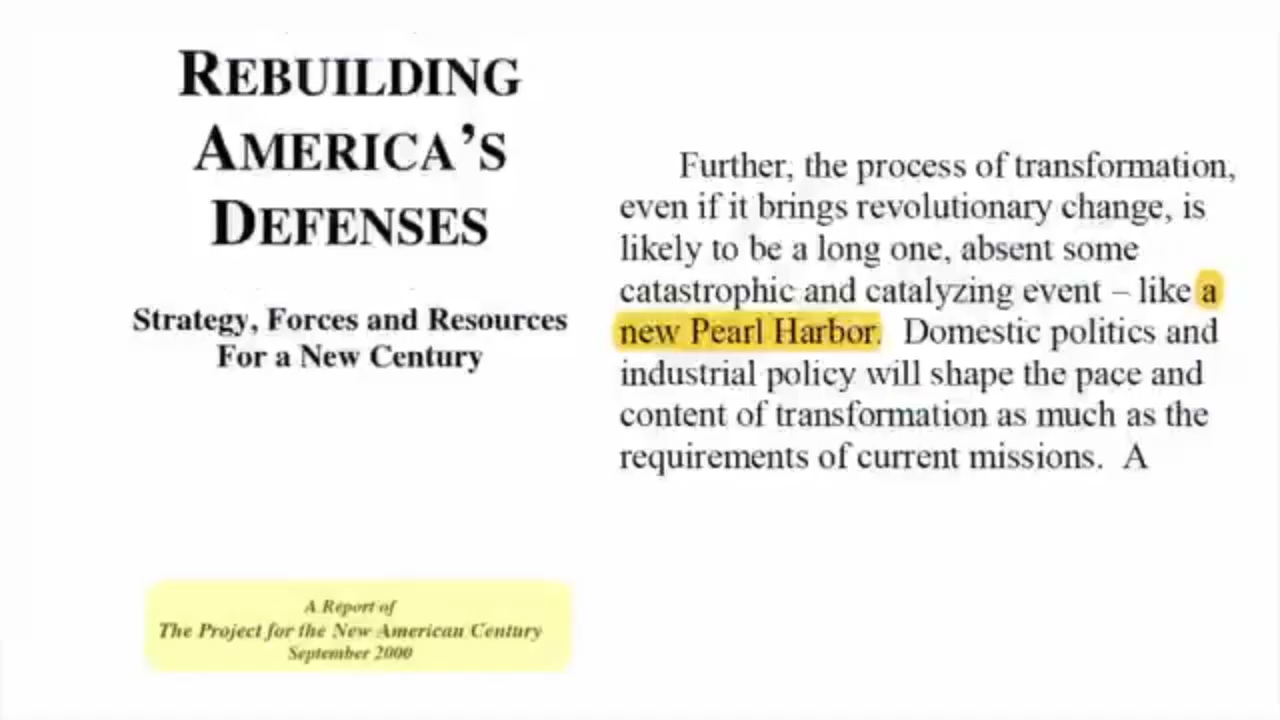 REBUILDING
AMERICA'S
DEFENSES
Strategy, Forces and Resources
For a New Century
A Report of
The Project for the New American Century
September 2000
Further, the process of transformation,
even if it brings revolutionary change, is
likely to be a long one, absent some
catastrophic and catalyzing event – like a
new Pearl Harbor. Domestic politics and
industrial policy will shape the pace and
content of transformation as much as the
requirements of current missions. A